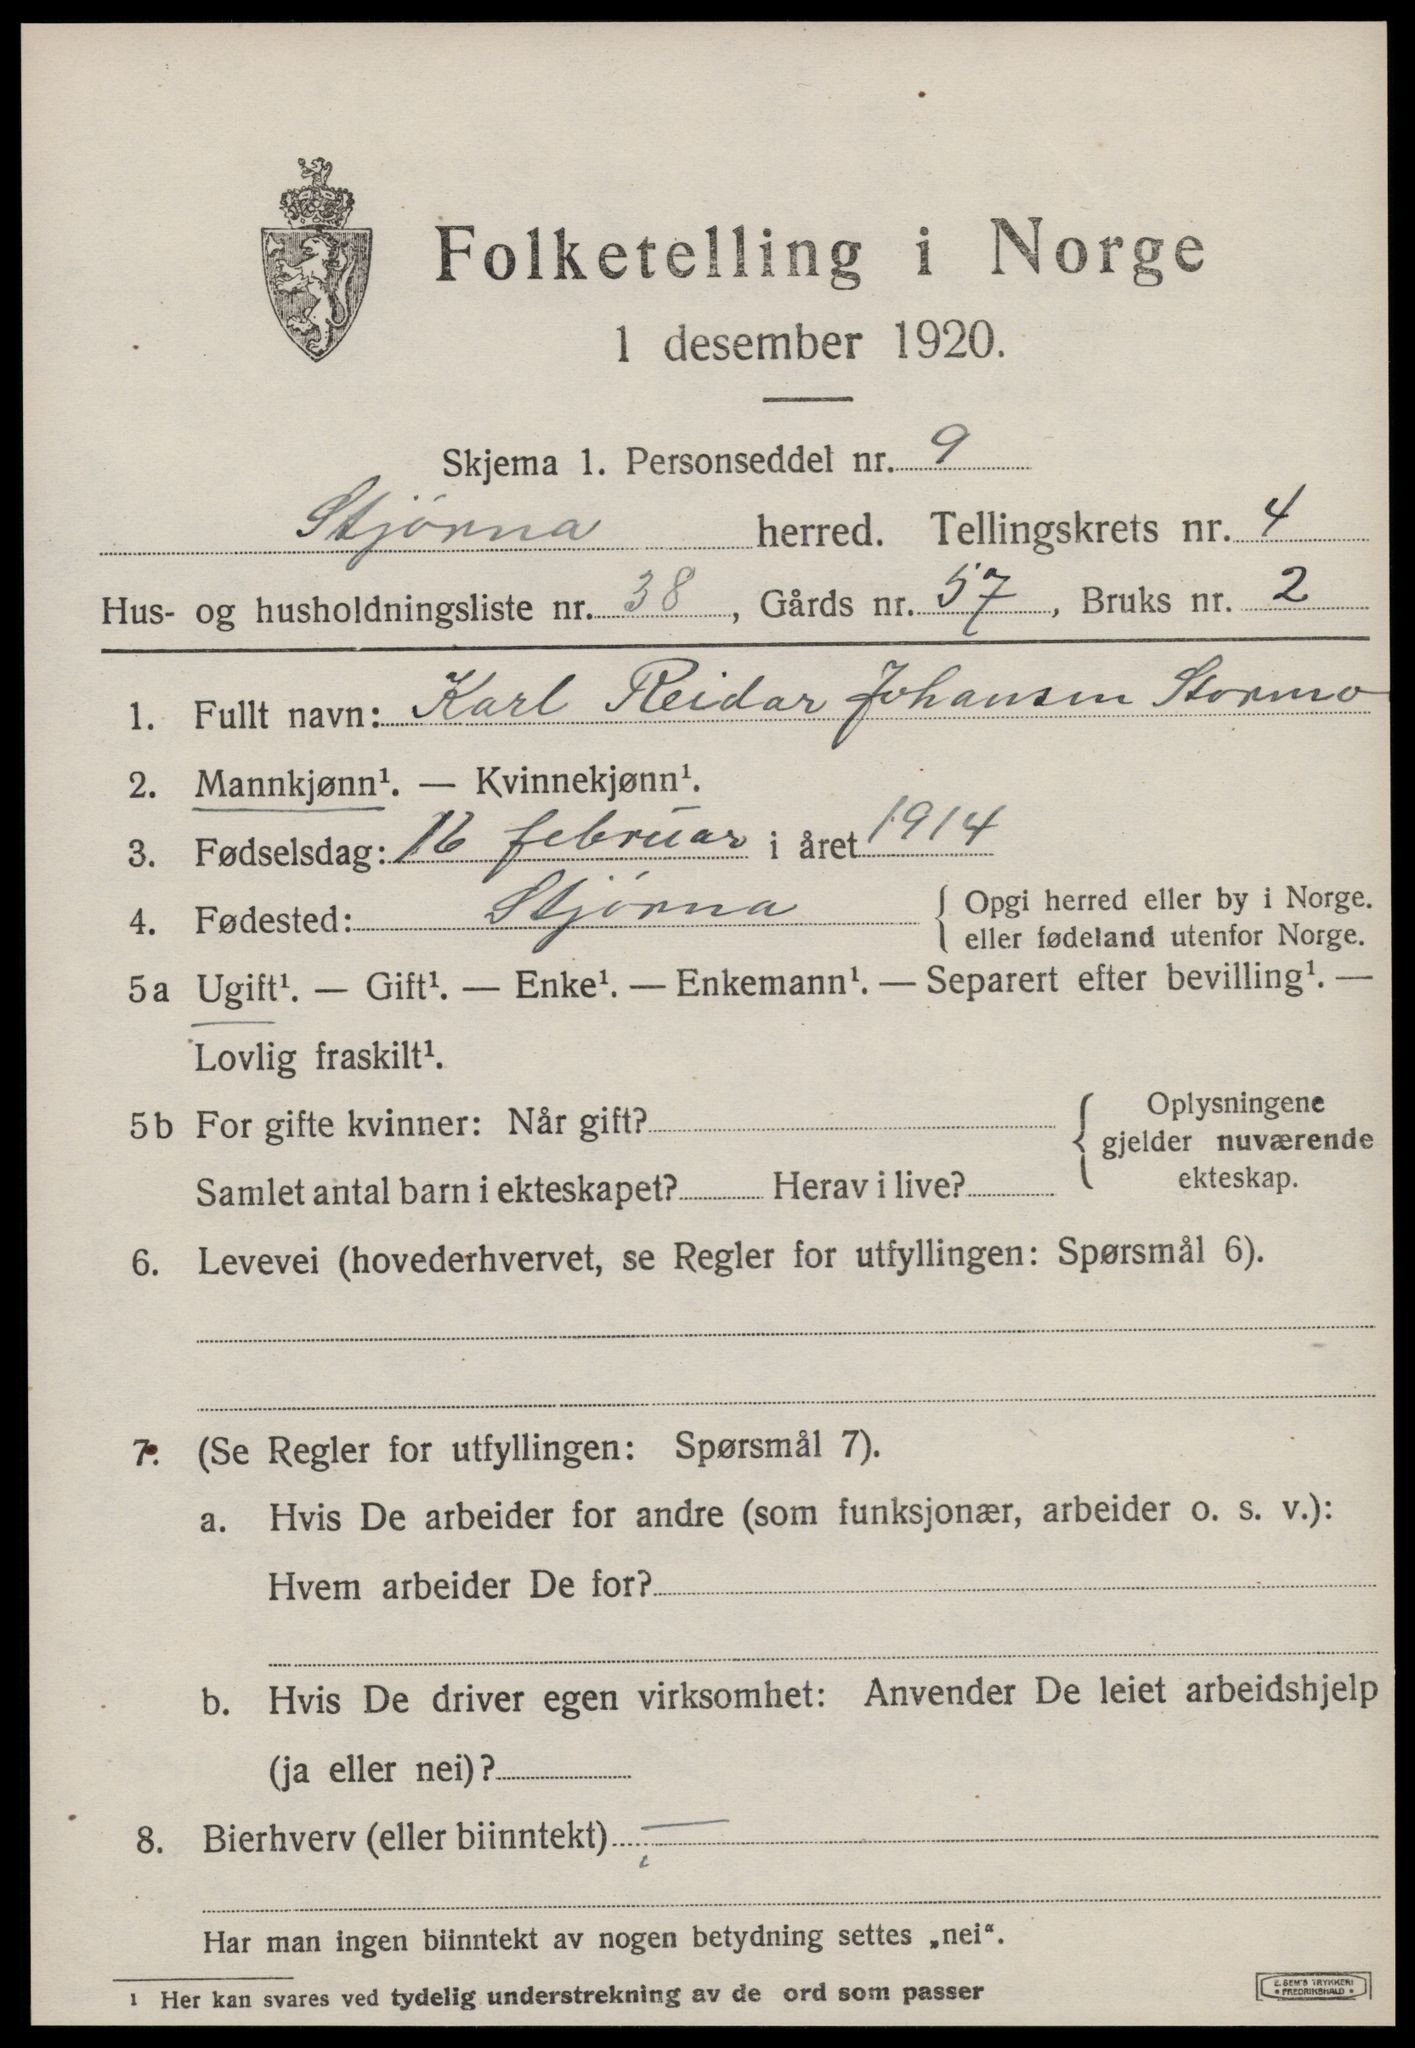 Folketelling i Norge
1 desember 1920.
Skjema 1. Personseddel nr. 9
Stjørna herred. Tellingskrets nr. 4
Hus- og husholdningsliste nr. 38, Gårds nr. 57, Bruks nr. 2
1. Fullt navn: Karl Reidar Johansen Stormo
2. Mannkjønn¹. — Kvinnekjønn¹.
3. Fødselsdag: 16 februar i året 1914
4. Fødested: Stjørna { Opgi herred eller by i Norge.
eller fødeland utenfor Norge.
5a Ugift¹. — Gift¹. — Enke¹. — Enkemann¹. — Separert efter bevilling¹. —
Lovlig fraskilt¹.
5b For gifte kvinner: Når gift?
Samlet antal barn i ekteskapet? Herav i live?
{ Oplysningene
gjelder nuværende
ekteskap.
6. Levevei (hovederhvervet, se Regler for utfyllingen: Spørsmål 6).
7. (Se Regler for utfyllingen: Spørsmål 7).
a. Hvis De arbeider for andre (som funksjonær, arbeider o. s. v.):
Hvem arbeider De for?
b. Hvis De driver egen virksomhet: Anvender De leiet arbeidshjelp
(ja eller nei)?
8. Bierhverv (eller biinntekt) —
Har man ingen biinntekt av nogen betydning settes „nei“.
1 Her kan svares ved tydelig understrekning av de ord som passer
E. SEM'S TRYKKERI
• FREDRIKSHALD •